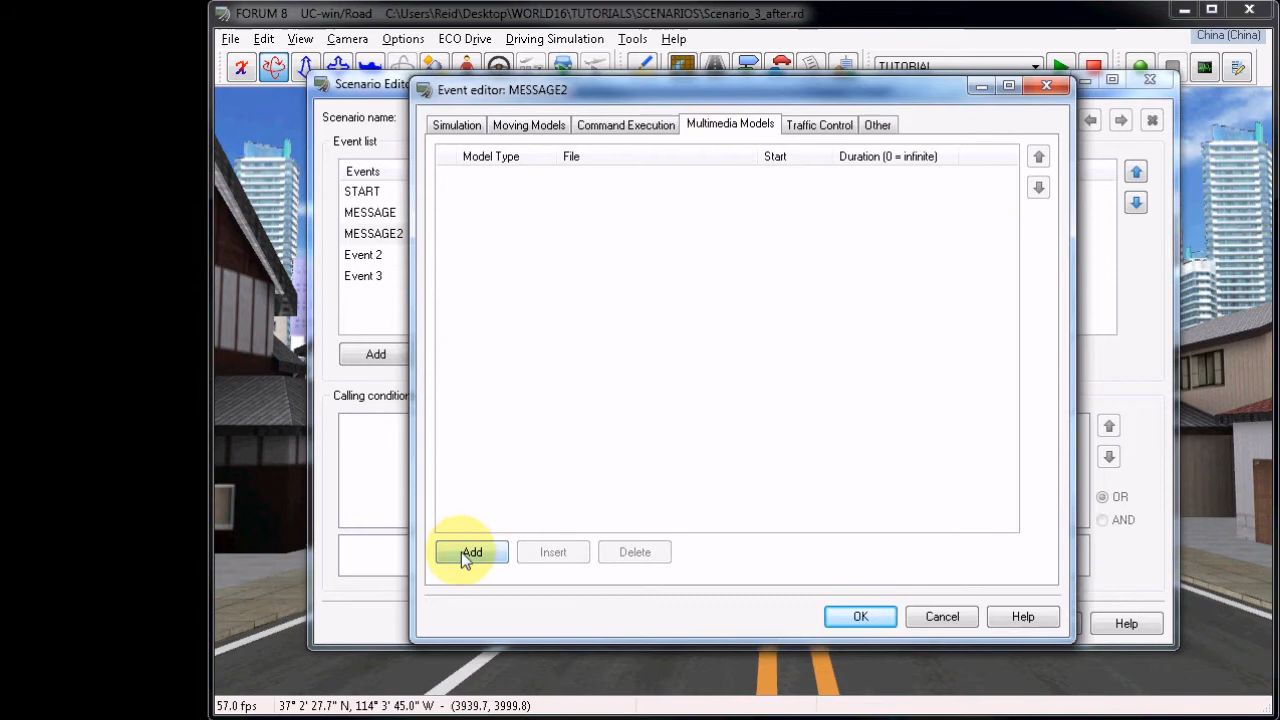 FORUM 8 UC-win/Road C:\Users\Reid\Desktop\WORLD16\TUTORIALS\SCENARIOS\Scenario_3_after.rd
File Edit View Camera Options ECO Drive Driving Simulation Tools Help
China (China)
TUTORIAL
Scenario Edit
Event editor: MESSAGE2
Scenario name:
Simulation Moving Models Command Execution Multimedia Models Traffic Control Other
Event list
Model Type File Start Duration (0 = infinite)
Events
START
MESSAGE
MESSAGE2
Event 2
Event 3
Add
Calling condition
OR
AND
Add Insert Delete
OK Cancel Help
Help
57.0 fps 37° 2' 27.7" N, 114° 3' 45.0" W - (3939.7, 3999.8)